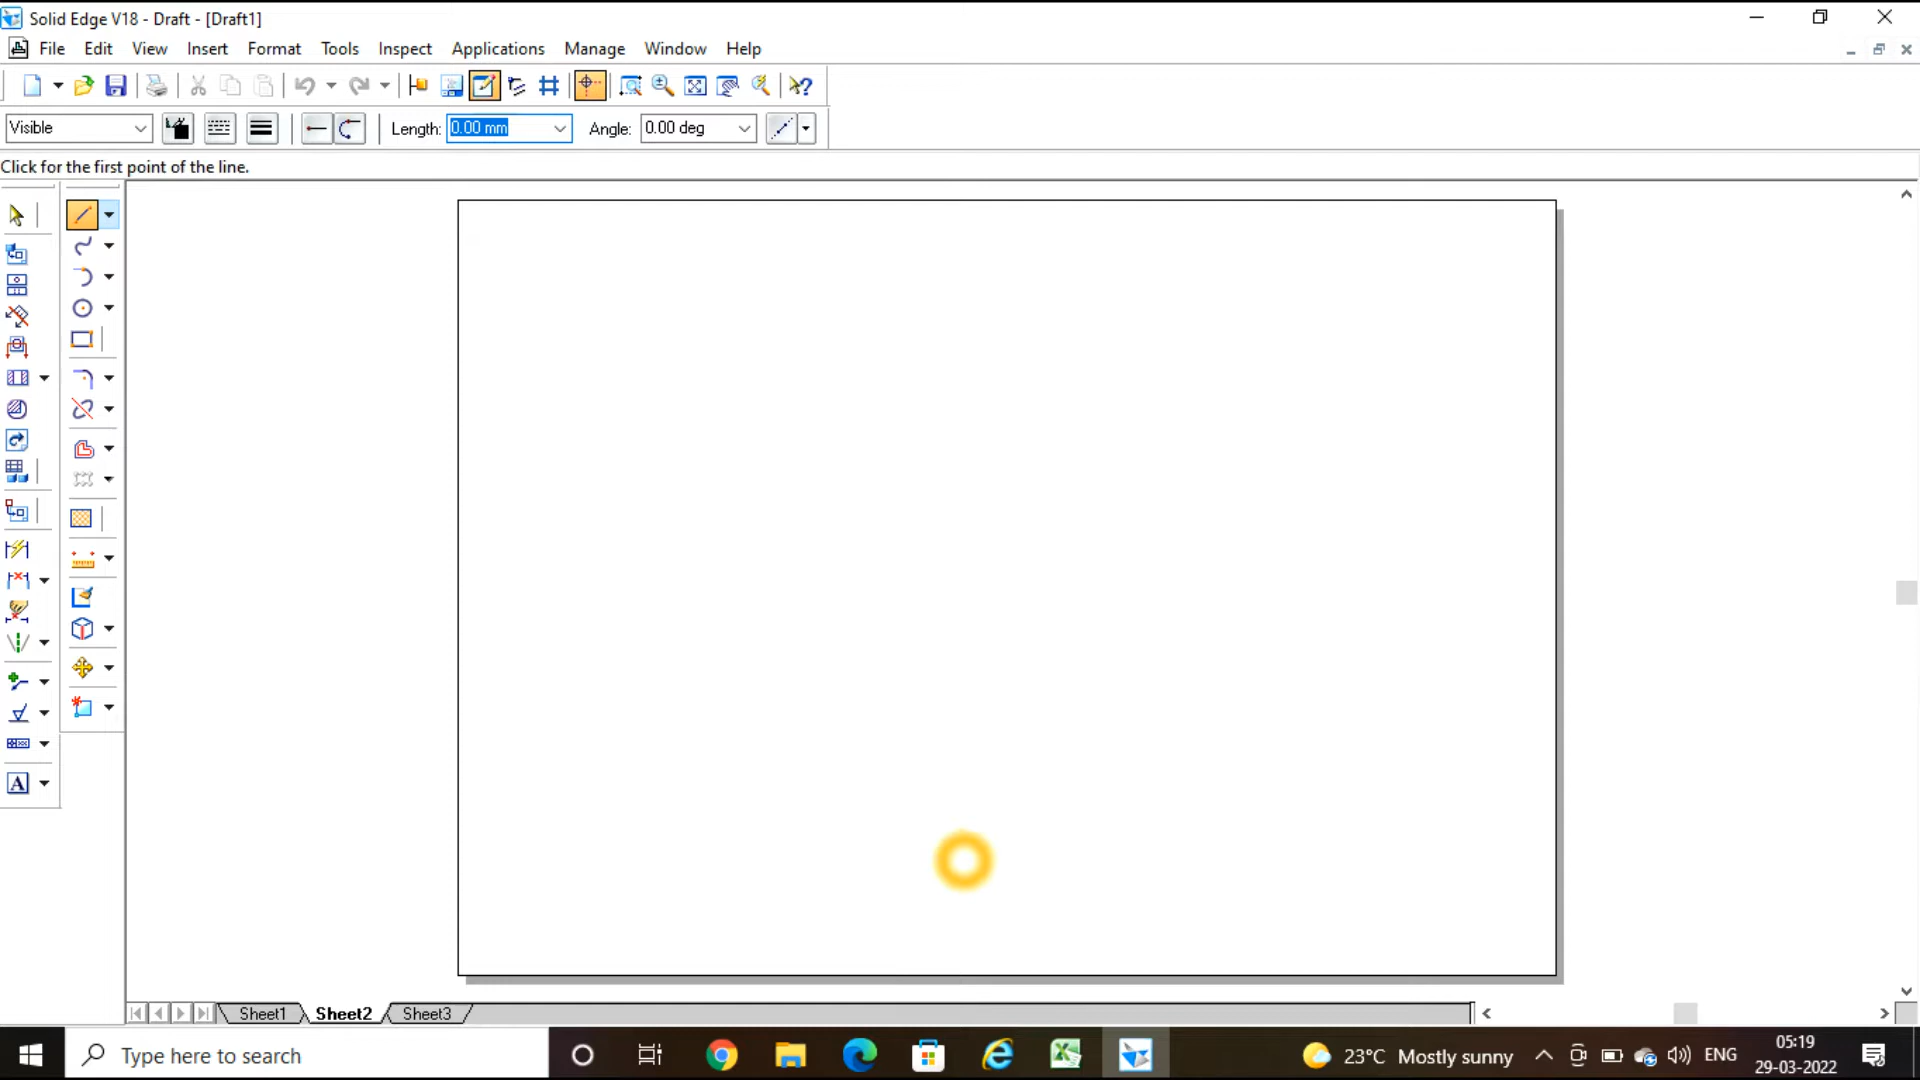 Solid Edge V18 - Draft - [Draft1]
File Edit View Insert Format Tools Inspect Applications Manage Window Help
Visible Length: 0.00 mm Angle: 0.00 deg
Click for the first point of the line.
A
Sheet1 Sheet2 Sheet3
Type here to search 23°C Mostly sunny ENG 05:19
29-03-2022